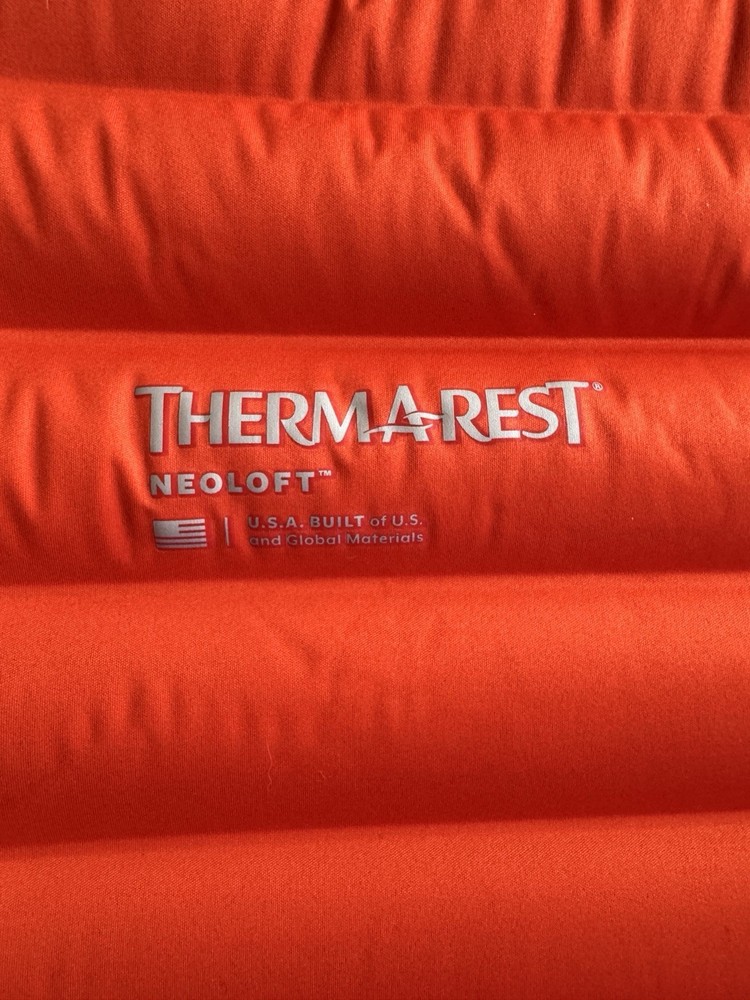 THERMAREST®
NEOLOFT™
U.S.A. BUILT of U.S.
and Global Materials